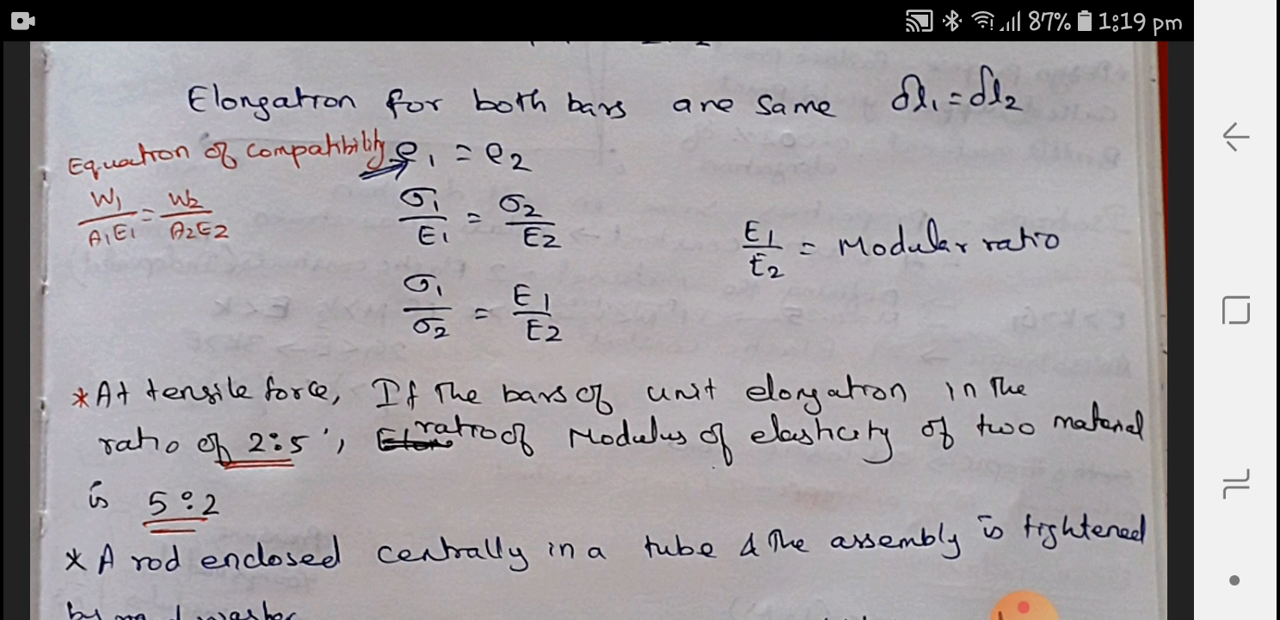 87% 1:19 pm
Elongation for both bars are same δl₁ = δl₂
Equation of compatibility e₁ = e₂
W₁/A₁E₁ = W₂/A₂E₂
σ₁/E₁ = σ₂/E₂
E₁/E₂ = Modular ratio
σ₁/σ₂ = E₁/E₂
* At tensile force, If The bars of unit elongation in The
ratio of 2:5', ratio of Modulus of elasticity of two material
is 5:2
* A rod enclosed centrally in a tube & The assembly is tightened